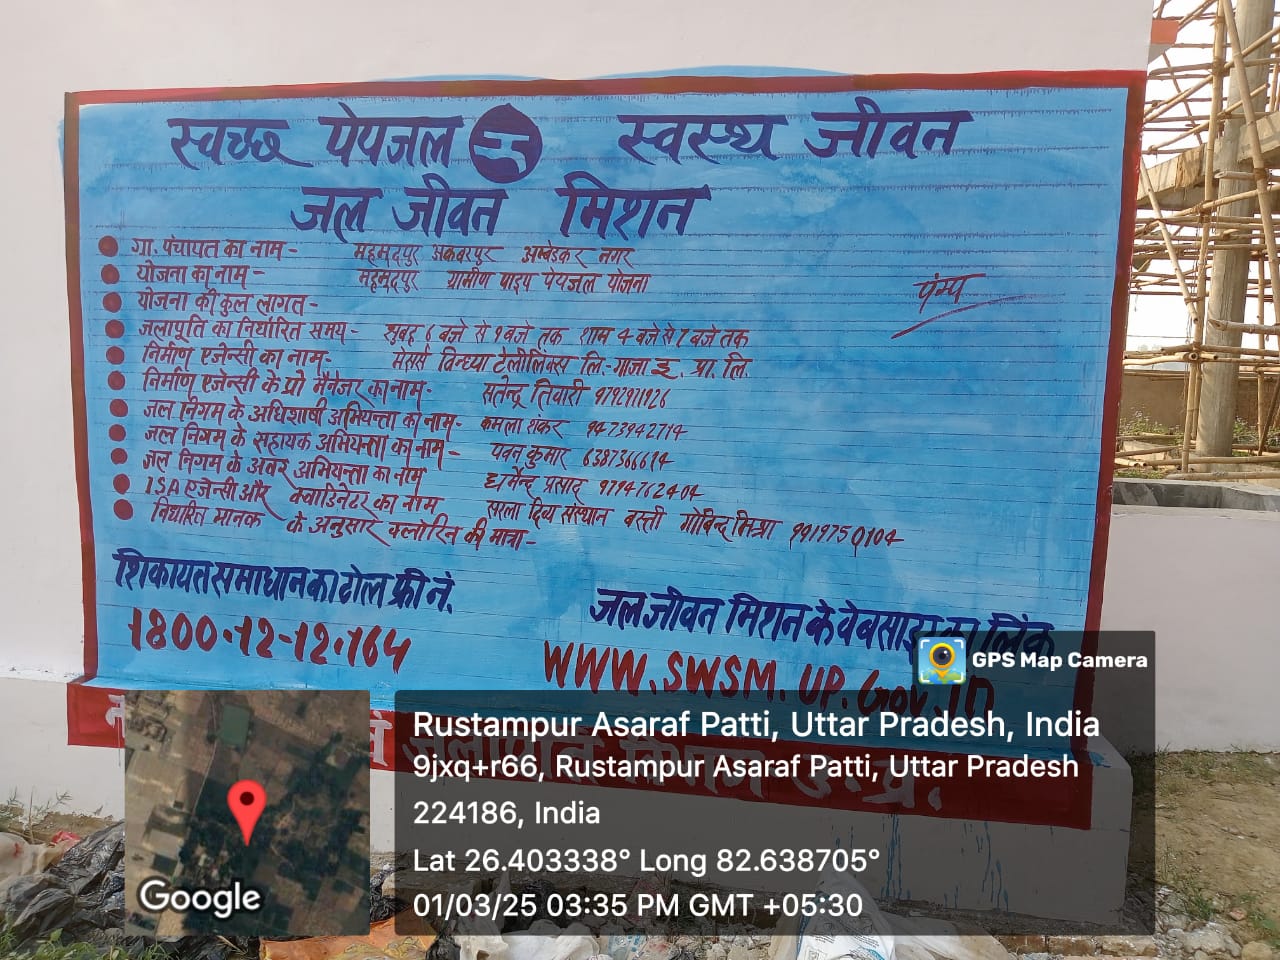 स्वच्छ पेयजल स्वस्थ जीवन
जल जीवन मिशन
ग्रा. पंचायत का नाम - महमदपुर अकबरपुर अम्बेडकर नगर
योजना का नाम - महमदपुर ग्रामीण पाइप पेयजल योजना
योजना की कुल लागत -
पंम्प
जलापूर्ति का निर्धारित समय - सुबह 6 बजे से 9 बजे तक शाम 4 बजे से 7 बजे तक
निर्माण एजेन्सी का नाम - मेसर्स विन्ध्या टेलीलिंक्स लि.-गाजा इ. प्रा. लि.
निर्माण एजेन्सी के प्रो मैनेजर का नाम - सतेन्द्र तिवारी 9792911926
जल निगम के अधिशाषी अभियन्ता का नाम - कमला शंकर 9473942714
जल निगम के सहायक अभियन्ता का नाम - पवन कुमार 6387366614
जल निगम के अवर अभियन्ता का नाम धर्मेन्द्र प्रसाद 9794762404
ISA एजेन्सी और क्वाडिनेटर का नाम सरला दिव्य संस्थान बस्ती गोबिन्द मिश्रा 9919750104
निर्धारित मानक के अनुसार क्लोरिन की मात्रा -
शिकायत समाधान का टोल फ्री नं.
1800-12-12-164
जल जीवन मिशन के वेबसाइट का लिंक
WWW.SWSM.UP.Gov.in
GPS Map Camera
Rustampur Asaraf Patti, Uttar Pradesh, India
9jxq+r66, Rustampur Asaraf Patti, Uttar Pradesh
224186, India
Lat 26.403338° Long 82.638705°
01/03/25 03:35 PM GMT +05:30
Google